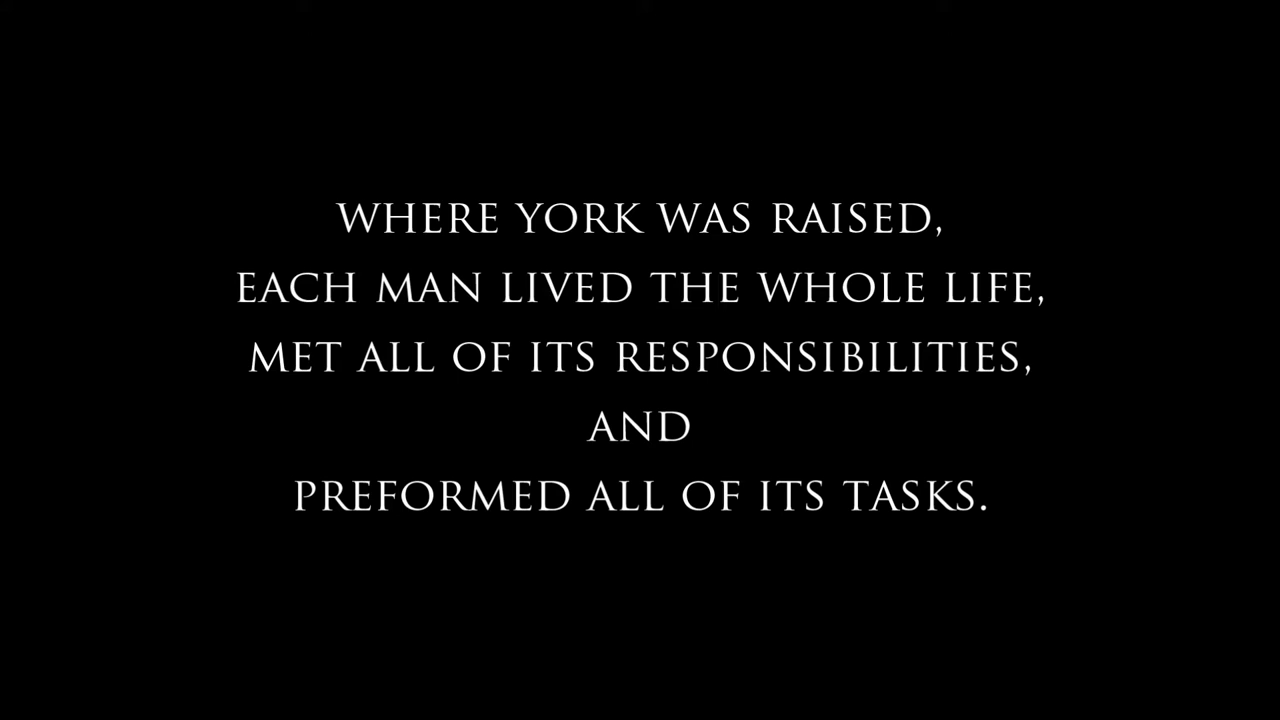 WHERE YORK WAS RAISED,
EACH MAN LIVED THE WHOLE LIFE,
MET ALL OF ITS RESPONSIBILITIES,
AND
PREFORMED ALL OF ITS TASKS.